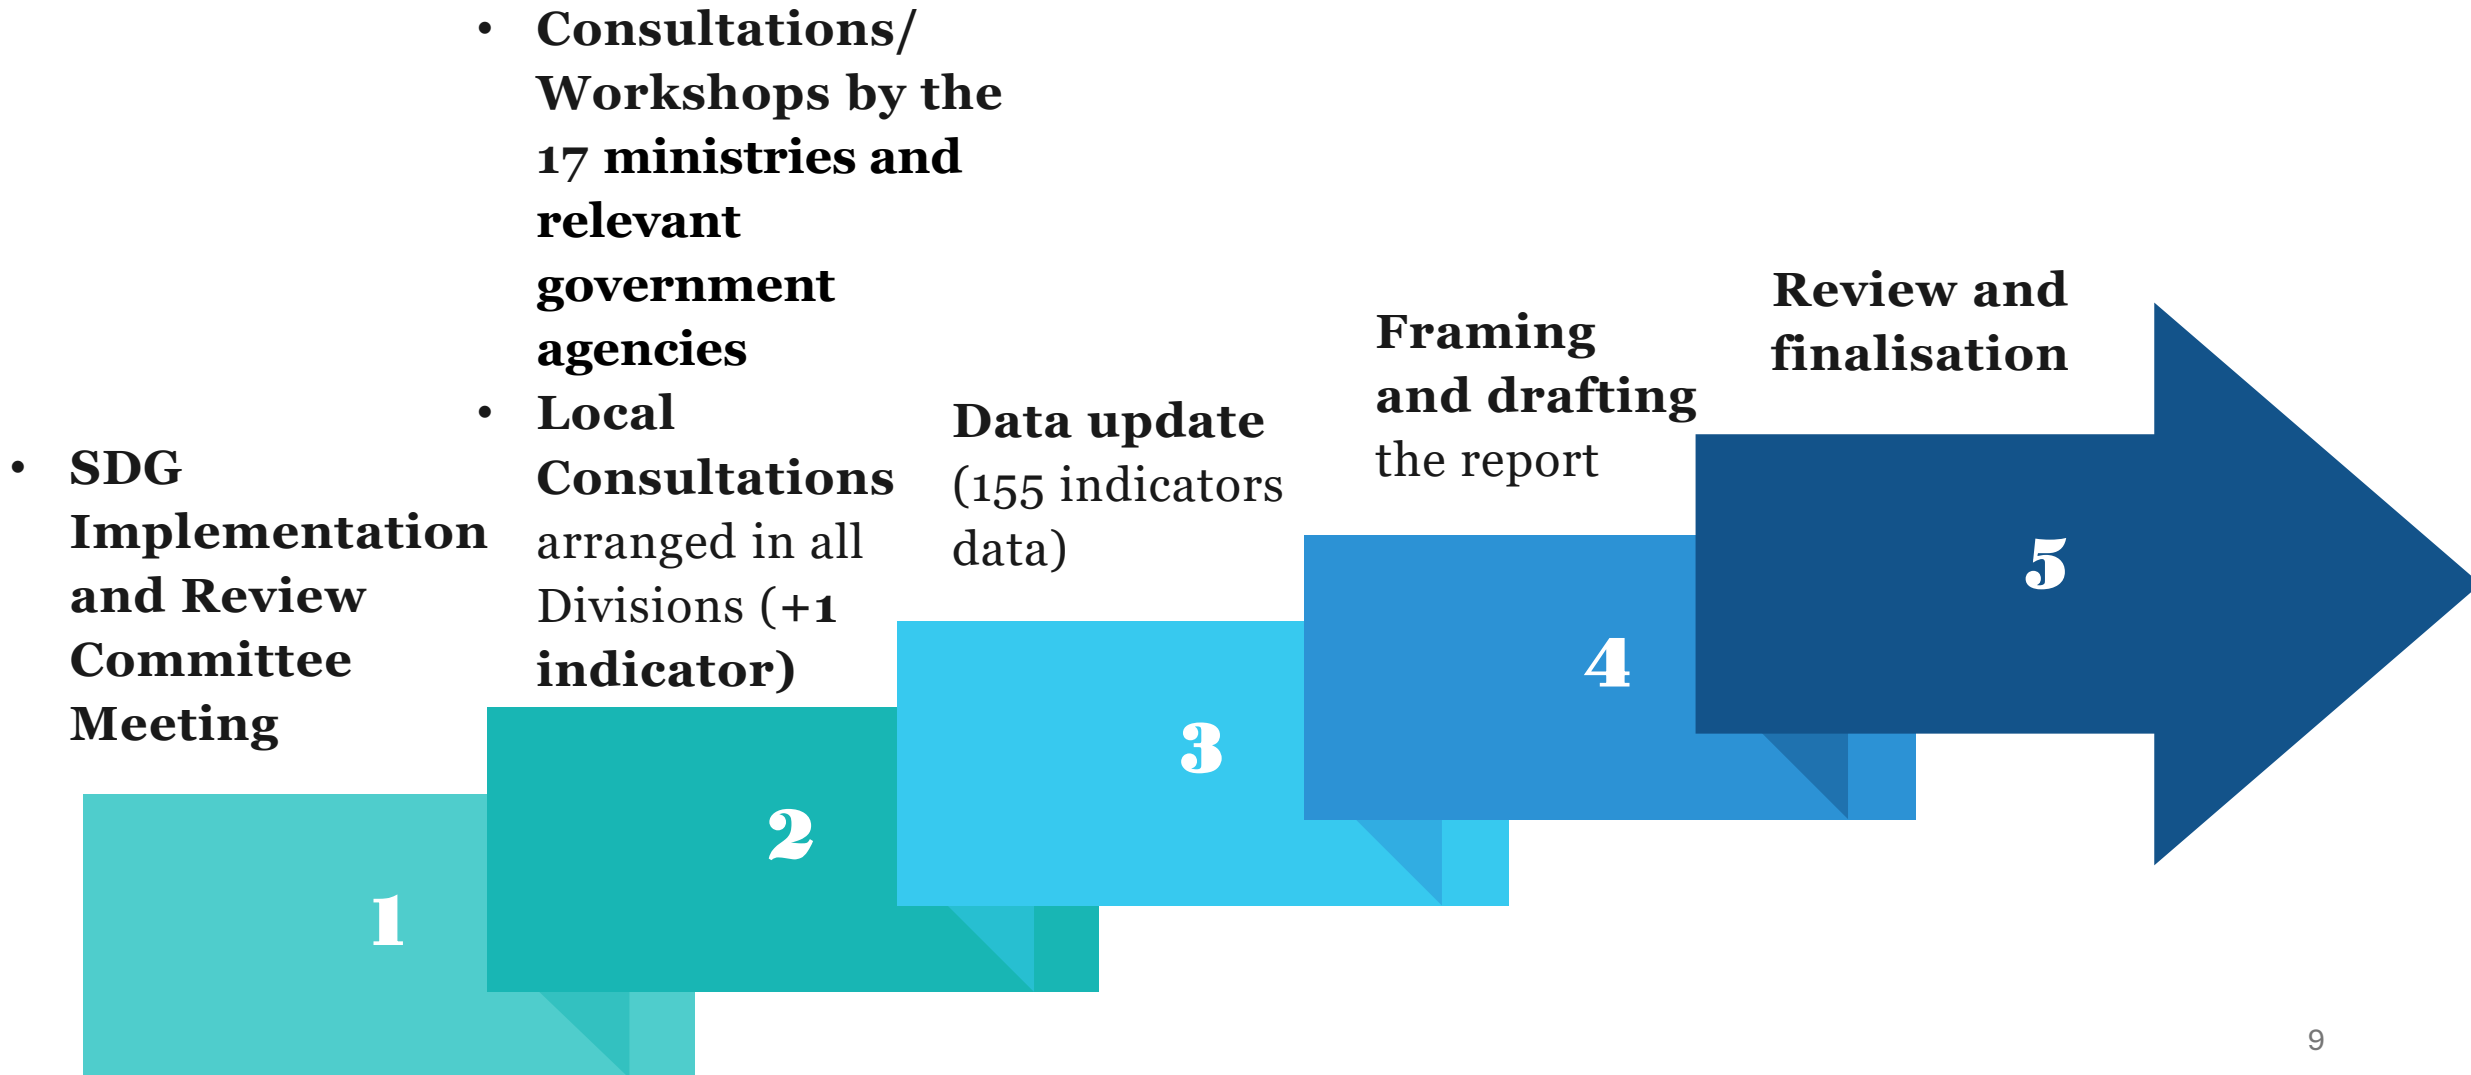 • SDG
Implementation
and Review
Committee
Meeting
1
• Consultations/
Workshops by the
17 ministries and
relevant
government
agencies
• Local
Consultations
arranged in all
Divisions (+1
indicator)
2
Data update
(155 indicators
data)
3
Framing
and drafting
the report
4
Review and
finalisation
5
9